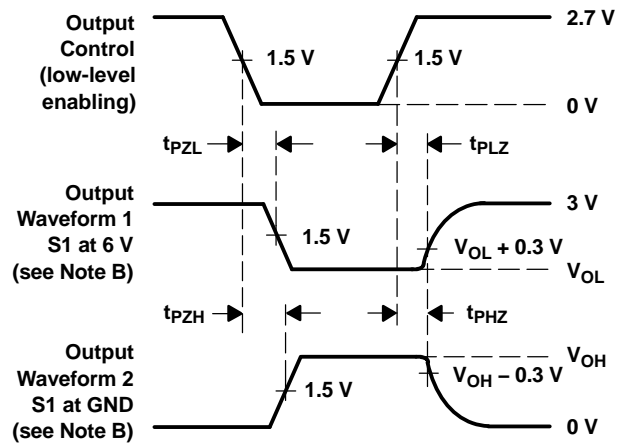 Output
Control
(low-level
enabling)
2.7 V
1.5 V
1.5 V
0 V
tPZL
tPLZ
Output
Waveform 1
S1 at 6 V
(see Note B)
3 V
1.5 V
VOL + 0.3 V
VOL
tPZH
tPHZ
Output
Waveform 2
S1 at GND
(see Note B)
VOH
VOH – 0.3 V
1.5 V
0 V